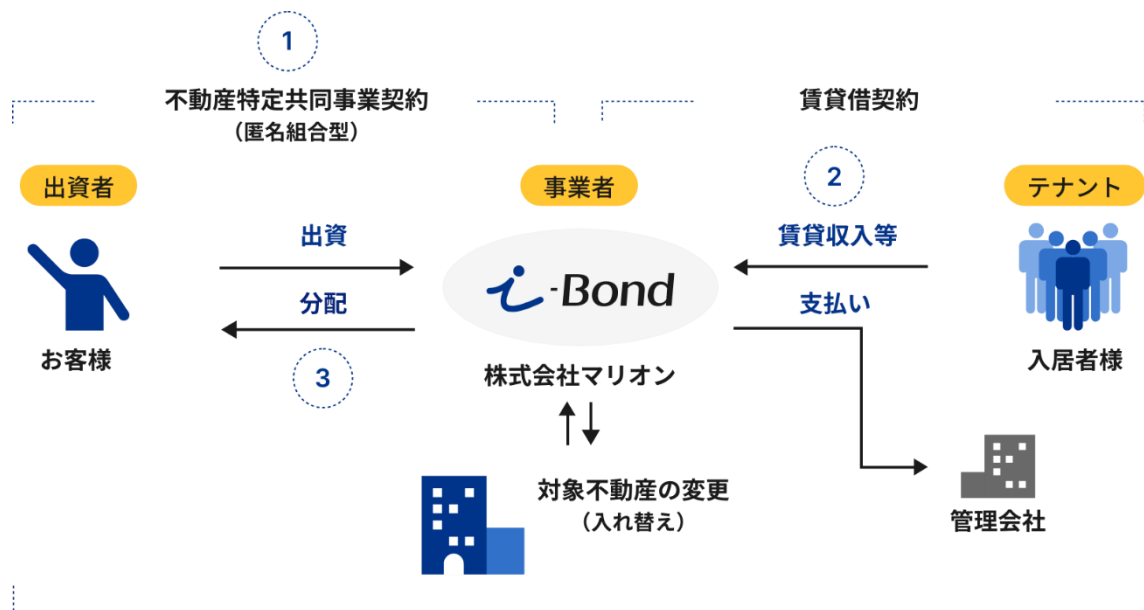 1
不動産特定共同事業契約
（匿名組合型）
賃貸借契約
出資者
事業者
2
テナント
出資
賃貸収入等
i-Bond
分配
支払い
お客様
3
株式会社マリオン
入居者様
対象不動産の変更
（入れ替え）
管理会社